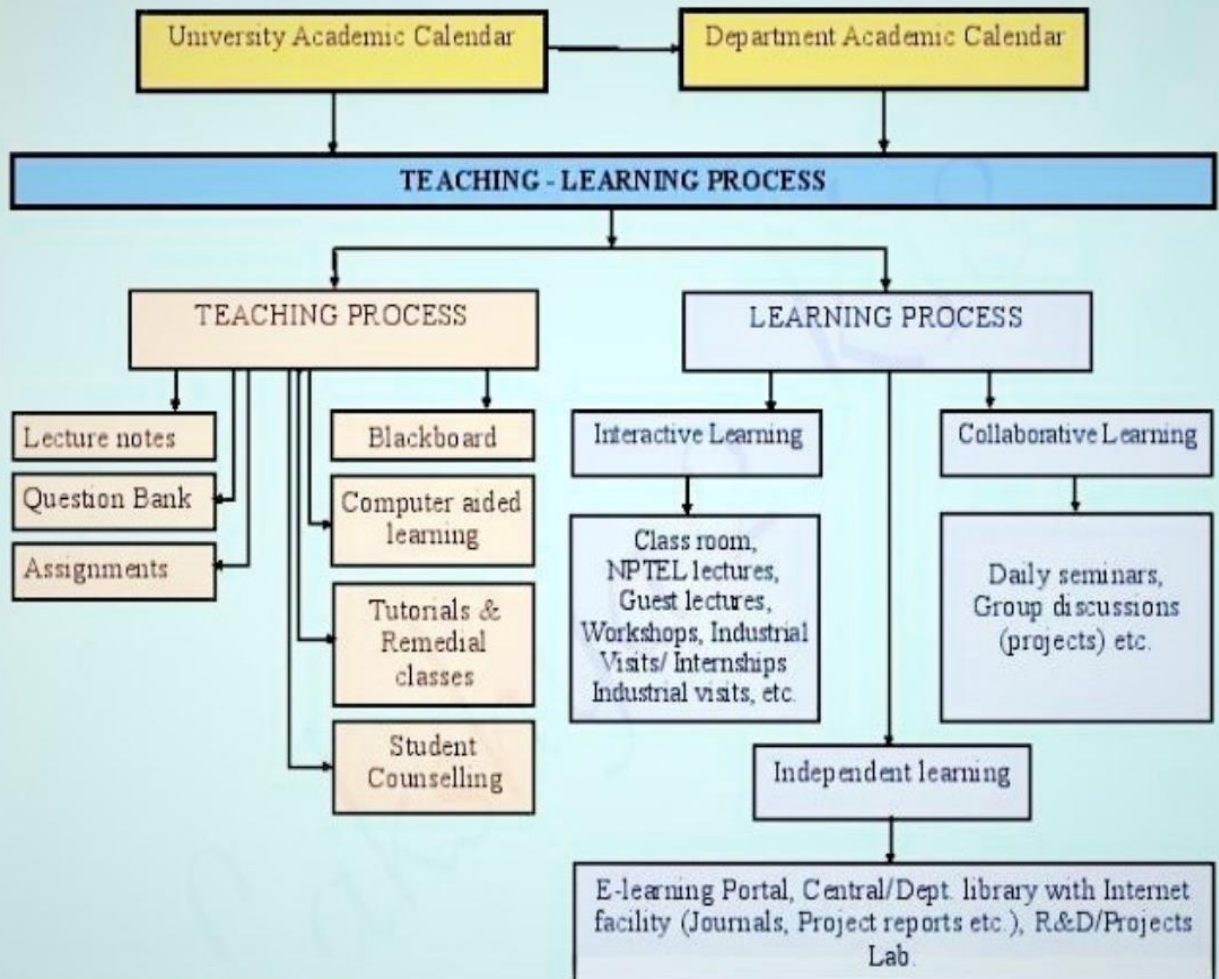 University Academic Calendar
Department Academic Calendar
TEACHING - LEARNING PROCESS
TEACHING PROCESS
LEARNING PROCESS
Lecture notes
Question Bank
Assignments
Blackboard
Computer aided
learning
Tutorials &
Remedial
classes
Student
Counselling
Interactive Learning
Class room,
NPTEL lectures,
Guest lectures,
Workshops, Industrial
Visits/ Internships
Industrial visits, etc.
Collaborative Learning
Daily seminars,
Group discussions
(projects) etc.
Independent learning
E-learning Portal, Central/Dept. library with Internet
facility (Journals, Project reports etc.), R&D/Projects
Lab.